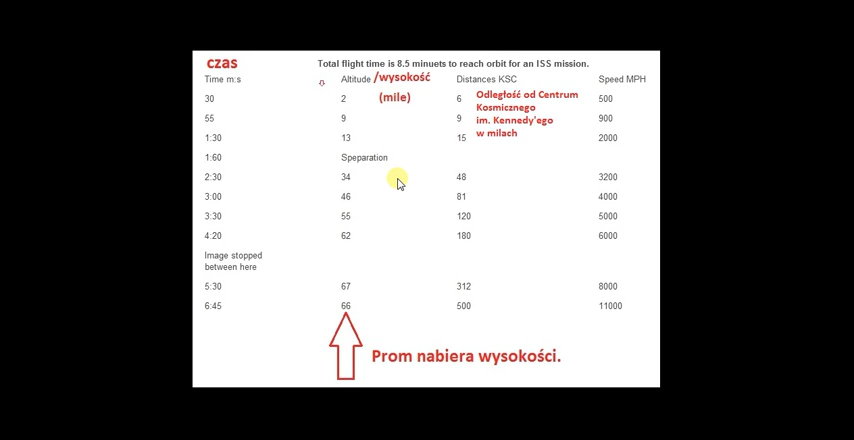 czas
Total flight time is 8.5 minuets to reach orbit for an ISS mission.
Time m:s Altitude /wysokość Distances KSC Speed MPH
(mile)
Odległość od Centrum
Kosmicznego
im. Kennedy'ego
w milach
30 2 6 500
55 9 9 900
1:30 13 15 2000
1:60 Speparation
2:30 34 48 3200
3:00 46 81 4000
3:30 55 120 5000
4:20 62 180 6000
Image stopped
between here
5:30 67 312 8000
6:45 66 500 11000
Prom nabiera wysokości.